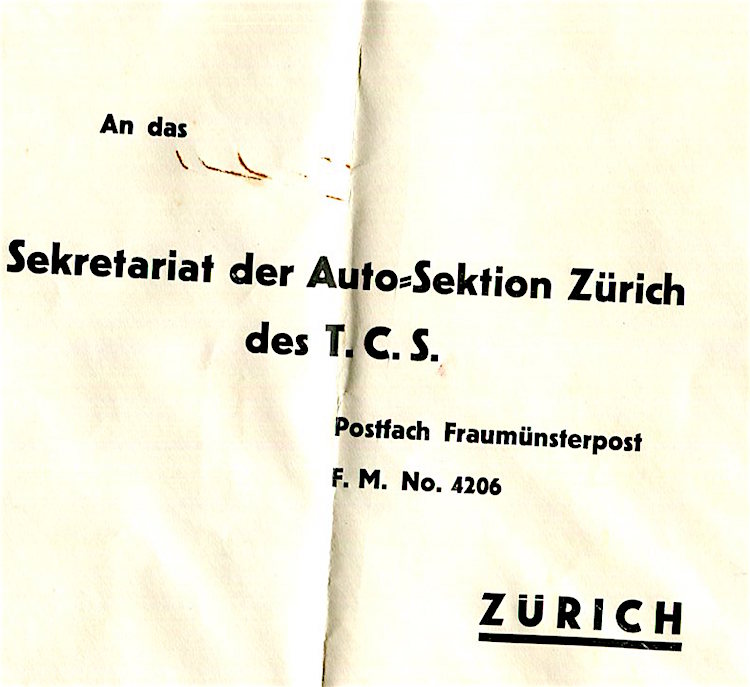 An das
Sekretariat der Auto=Sektion Zürich
des T. C. S.
Postfach Fraumünsterpost
F. M. No. 4206
ZÜRICH